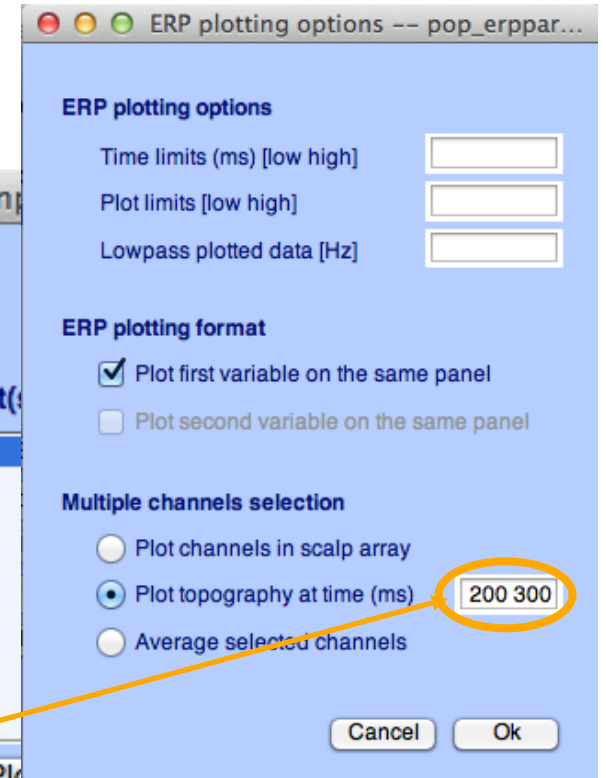 ERP plotting options -- pop_erppar...
ERP plotting options
Time limits (ms) [low high]
Plot limits [low high]
Lowpass plotted data [Hz]
ERP plotting format
Plot first variable on the same panel
Plot second variable on the same panel
Multiple channels selection
Plot channels in scalp array
Plot topography at time (ms) 200 300
Average selected channels
Cancel Ok